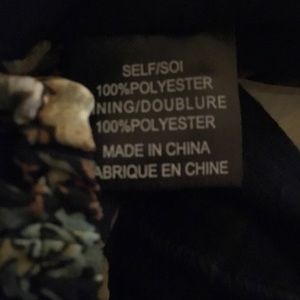 SELF/SOI
100%POLYESTER
NING/DOUBLURE
100%POLYESTER
MADE IN CHINA
ABRIQUE EN CHINE